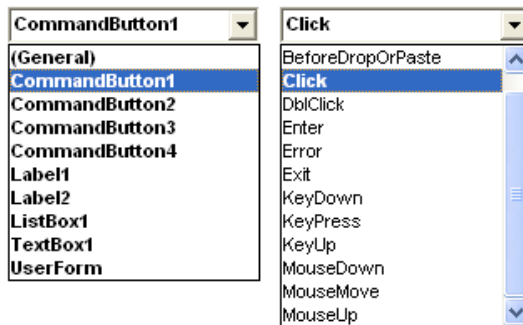 CommandButton1
(General)
CommandButton1
CommandButton2
CommandButton3
CommandButton4
Label1
Label2
ListBox1
TextBox1
UserForm
Click
BeforeDropOrPaste
Click
DblClick
Enter
Error
Exit
KeyDown
KeyPress
KeyUp
MouseDown
MouseMove
MouseUp